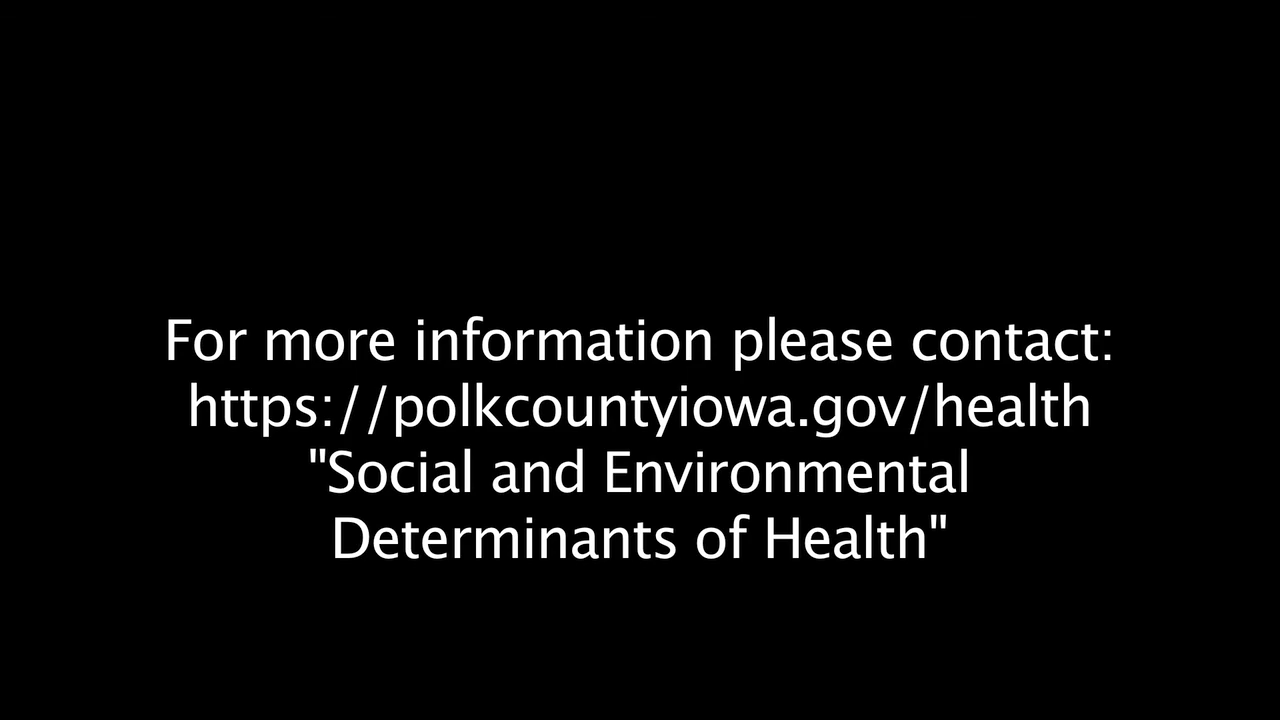 For more information please contact:
https://polkcountyiowa.gov/health
"Social and Environmental
Determinants of Health"